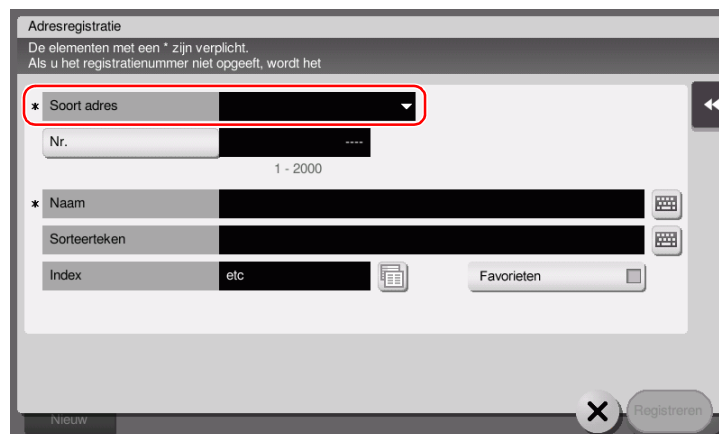 Adresregistratie
De elementen met een * zijn verplicht.
Als u het registratienummer niet opgeeft, wordt het
* Soort adres
Nr. ----
1 - 2000
* Naam
Sorteerteken
Index etc Favorieten
Nieuw Registreren